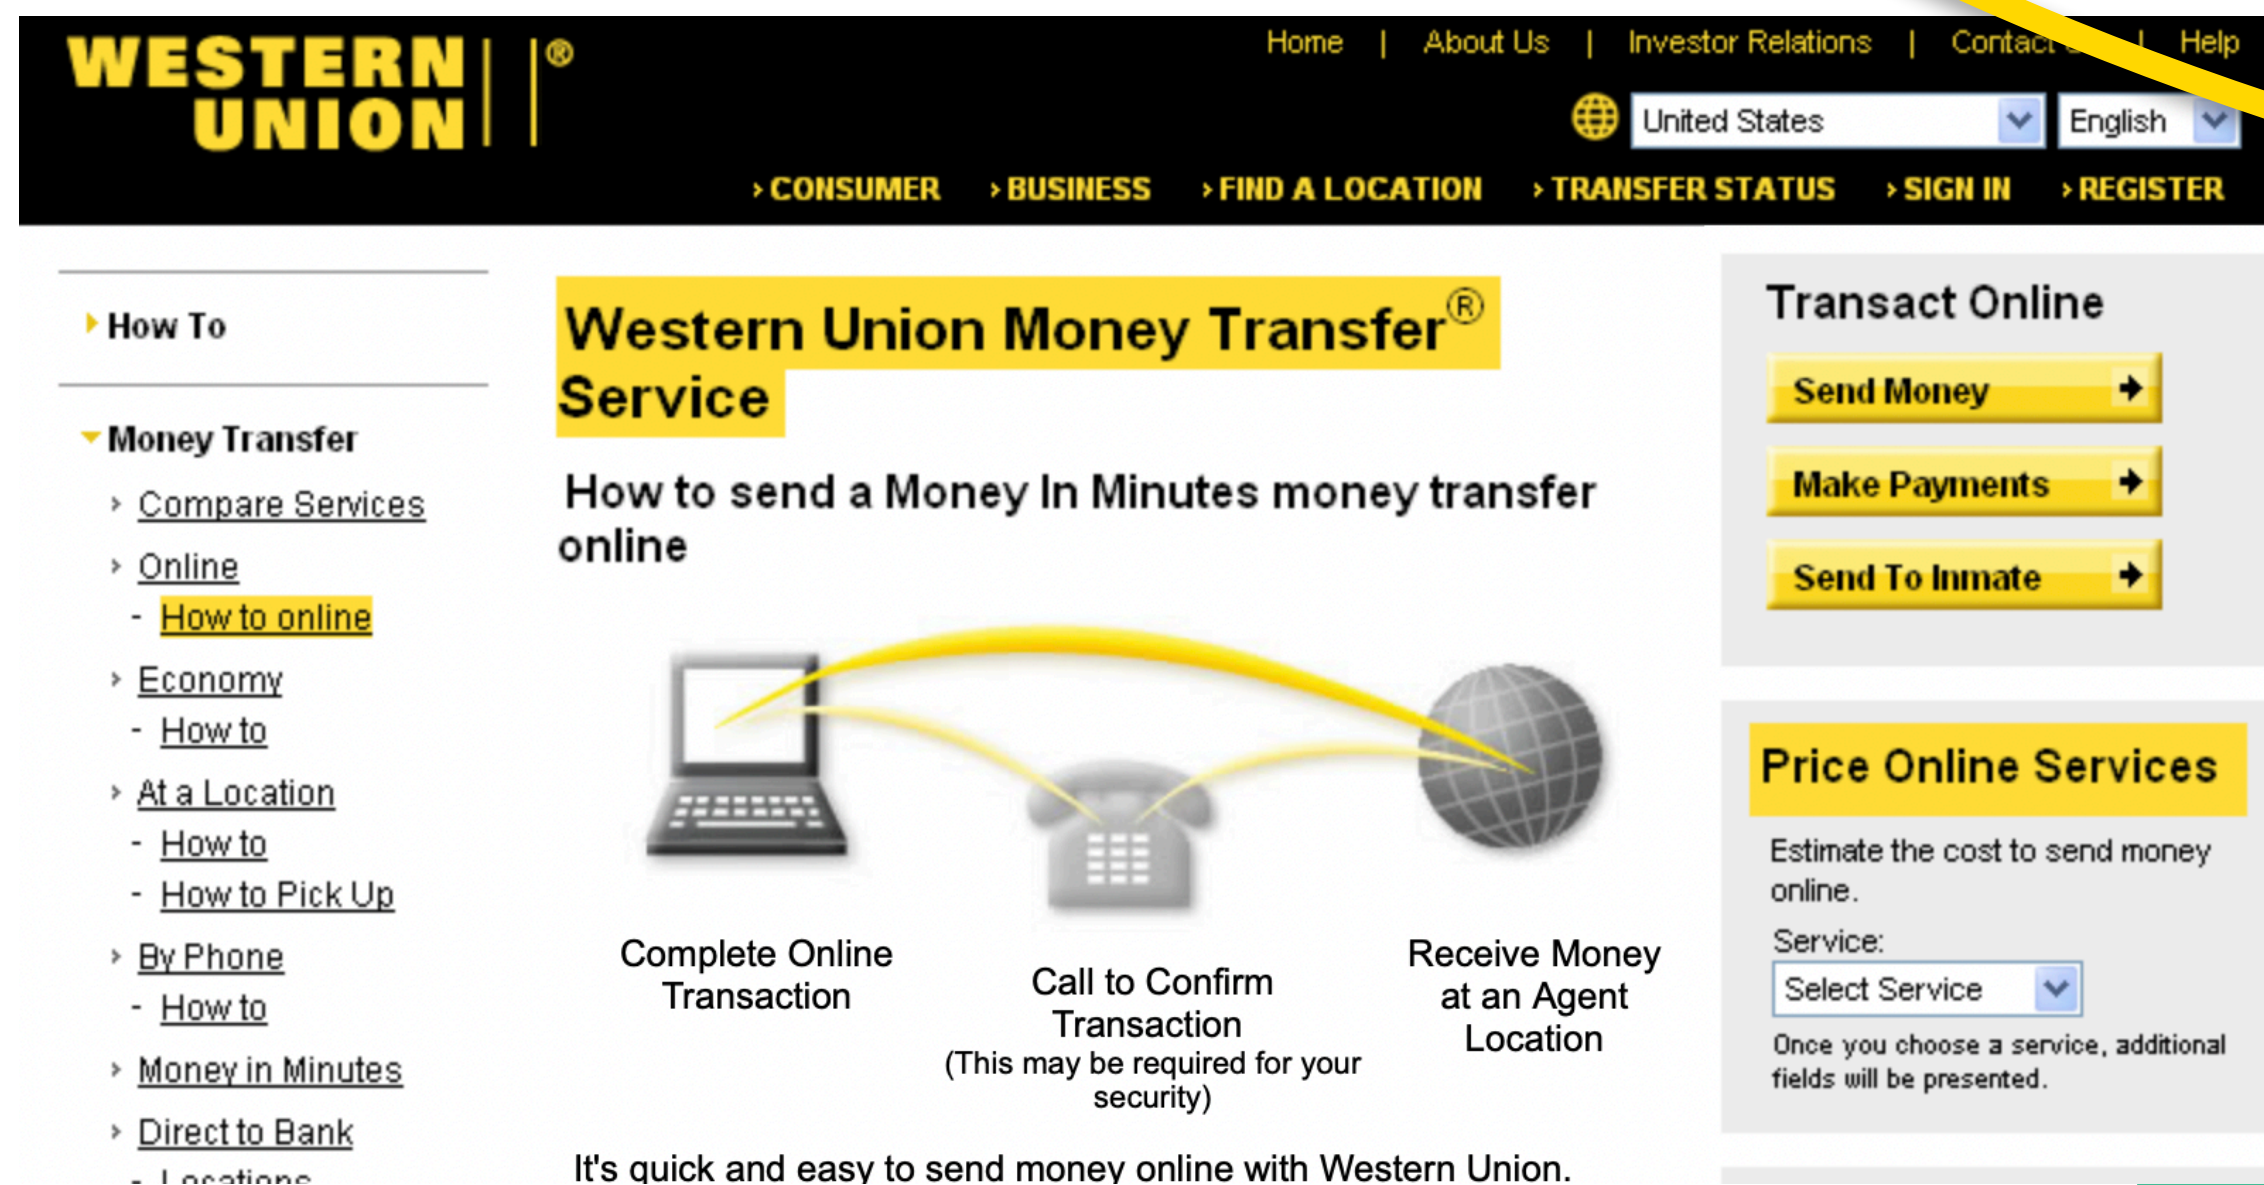 WESTERN
UNION
®
Home | About Us | Investor Relations | Contact | Help
United States English
› CONSUMER › BUSINESS › FIND A LOCATION › TRANSFER STATUS › SIGN IN › REGISTER
How To
Money Transfer
› Compare Services
› Online
- How to online
› Economy
- How to
› At a Location
- How to
- How to Pick Up
› By Phone
- How to
› Money in Minutes
› Direct to Bank
- Locations
Western Union Money Transfer®
Service
How to send a Money In Minutes money transfer
online
Complete Online
Transaction
Call to Confirm
Transaction
(This may be required for your
security)
Receive Money
at an Agent
Location
It's quick and easy to send money online with Western Union.
Transact Online
Send Money
Make Payments
Send To Inmate
Price Online Services
Estimate the cost to send money
online.
Service:
Select Service
Once you choose a service, additional
fields will be presented.